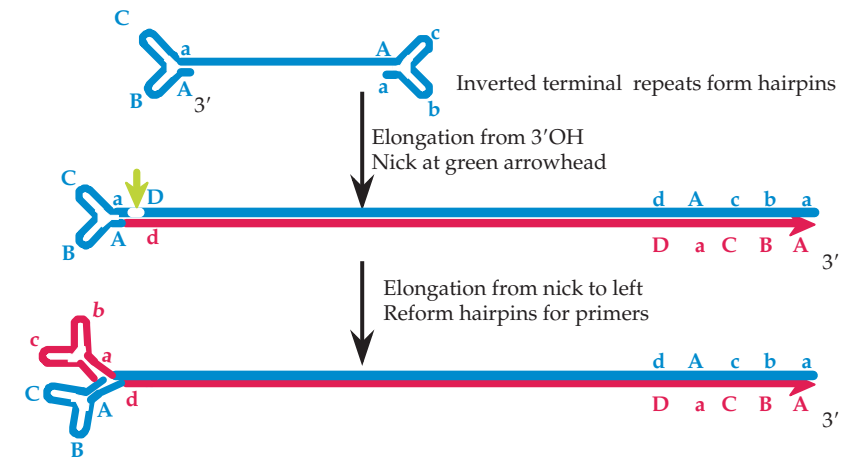 C
a
A
c
B
A
3′
a
b
Inverted terminal repeats form hairpins
Elongation from 3′OH
Nick at green arrowhead
C
a
D
d A c b a
B
A
d
D a C B A
3′
Elongation from nick to left
Reform hairpins for primers
b
c
a
d A c b a
C
A
d
D a C B A
3′
B